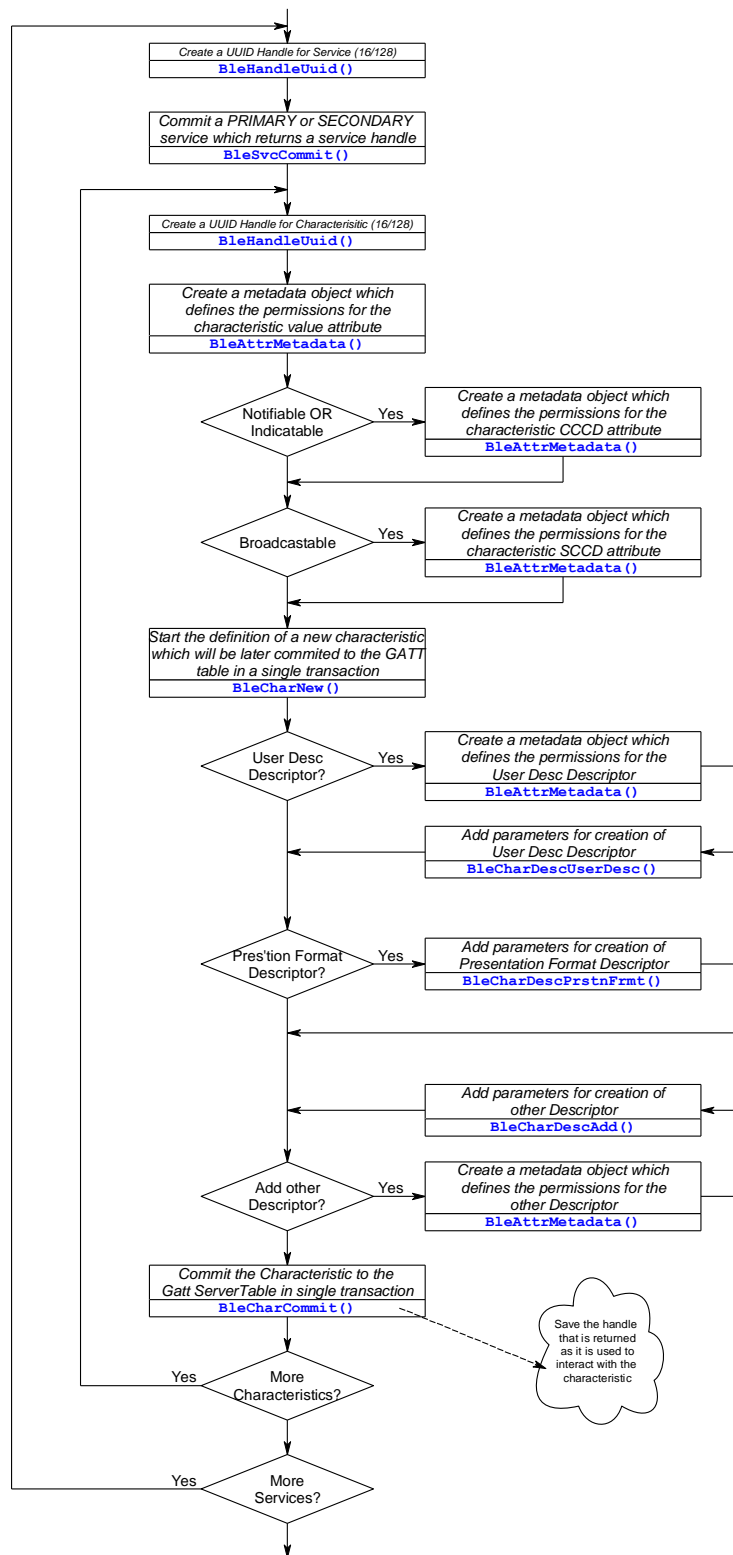 Create a UUID Handle for Service (16/128)
BleHandleUuid()
Commit a PRIMARY or SECONDARY
service which returns a service handle
BleSvcCommit()
Create a UUID Handle for Characterisitic (16/128)
BleHandleUuid()
Create a metadata object which
defines the permissions for the
characteristic value attribute
BleAttrMetadata()
Notifiable OR
Indicatable
Yes
Create a metadata object which
defines the permissions for the
characteristic CCCD attribute
BleAttrMetadata()
Broadcastable
Yes
Create a metadata object which
defines the permissions for the
characteristic SCCD attribute
BleAttrMetadata()
Start the definition of a new characteristic
which will be later commited to the GATT
table in a single transaction
BleCharNew()
User Desc
Descriptor?
Yes
Create a metadata object which
defines the permissions for the
User Desc Descriptor
BleAttrMetadata()
Add parameters for creation of
User Desc Descriptor
BleCharDescUserDesc()
Pres'tion Format
Descriptor?
Yes
Add parameters for creation of
Presentation Format Descriptor
BleCharDescPrstnFrmt()
Add parameters for creation of
other Descriptor
BleCharDescAdd()
Add other
Descriptor?
Yes
Create a metadata object which
defines the permissions for the
other Descriptor
BleAttrMetadata()
Commit the Characteristic to the
Gatt ServerTable in single transaction
BleCharCommit()
Save the handle
that is returned
as it is used to
interact with the
characteristic
Yes
More
Characteristics?
Yes
More
Services?